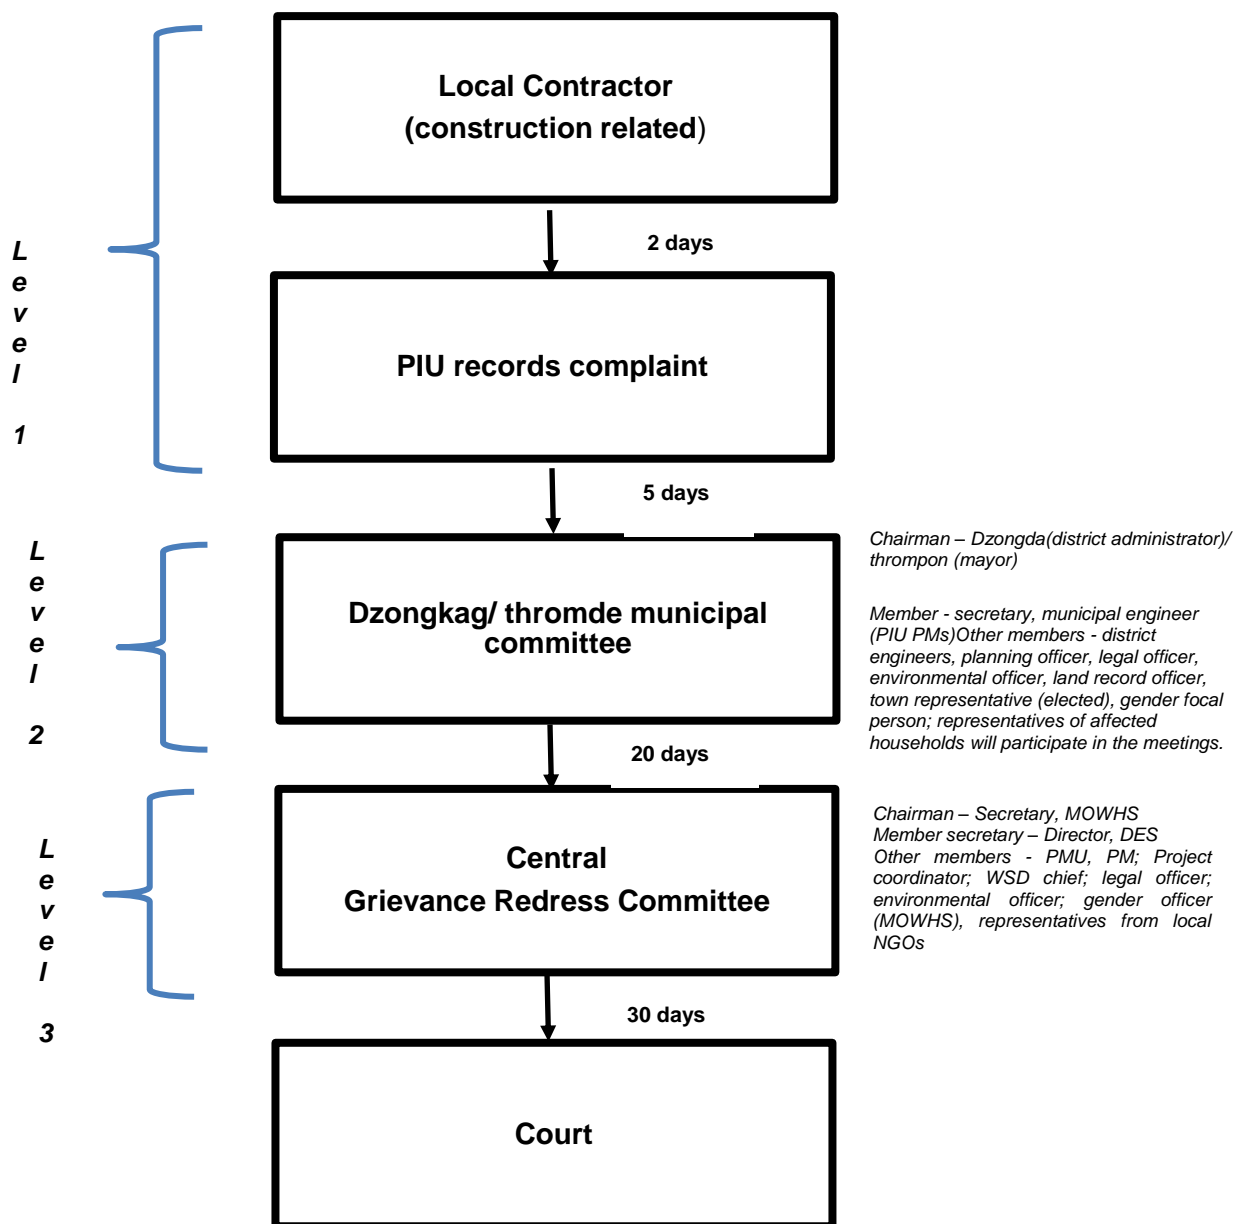 Local Contractor
(construction related)
2 days
Level 1
PIU records complaint
5 days
Dzongkag/ thromde municipal
committee
Level 2
Chairman – Dzongda(district administrator)/
thrompon (mayor)
Member - secretary, municipal engineer
(PIU PMs)Other members - district
engineers, planning officer, legal officer,
environmental officer, land record officer,
town representative (elected), gender focal
person; representatives of affected
households will participate in the meetings.
20 days
Central
Grievance Redress Committee
Level 3
Chairman – Secretary, MOWHS
Member secretary – Director, DES
Other members - PMU, PM; Project
coordinator; WSD chief; legal officer;
environmental officer; gender officer
(MOWHS), representatives from local
NGOs
30 days
Court